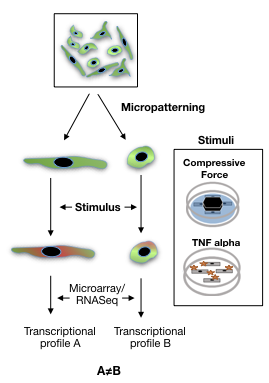 Micropatterning
Stimuli
Compressive
Force
Stimulus
TNF alpha
Microarray/
RNASeq
Transcriptional
profile A
Transcriptional
profile B
A≠B